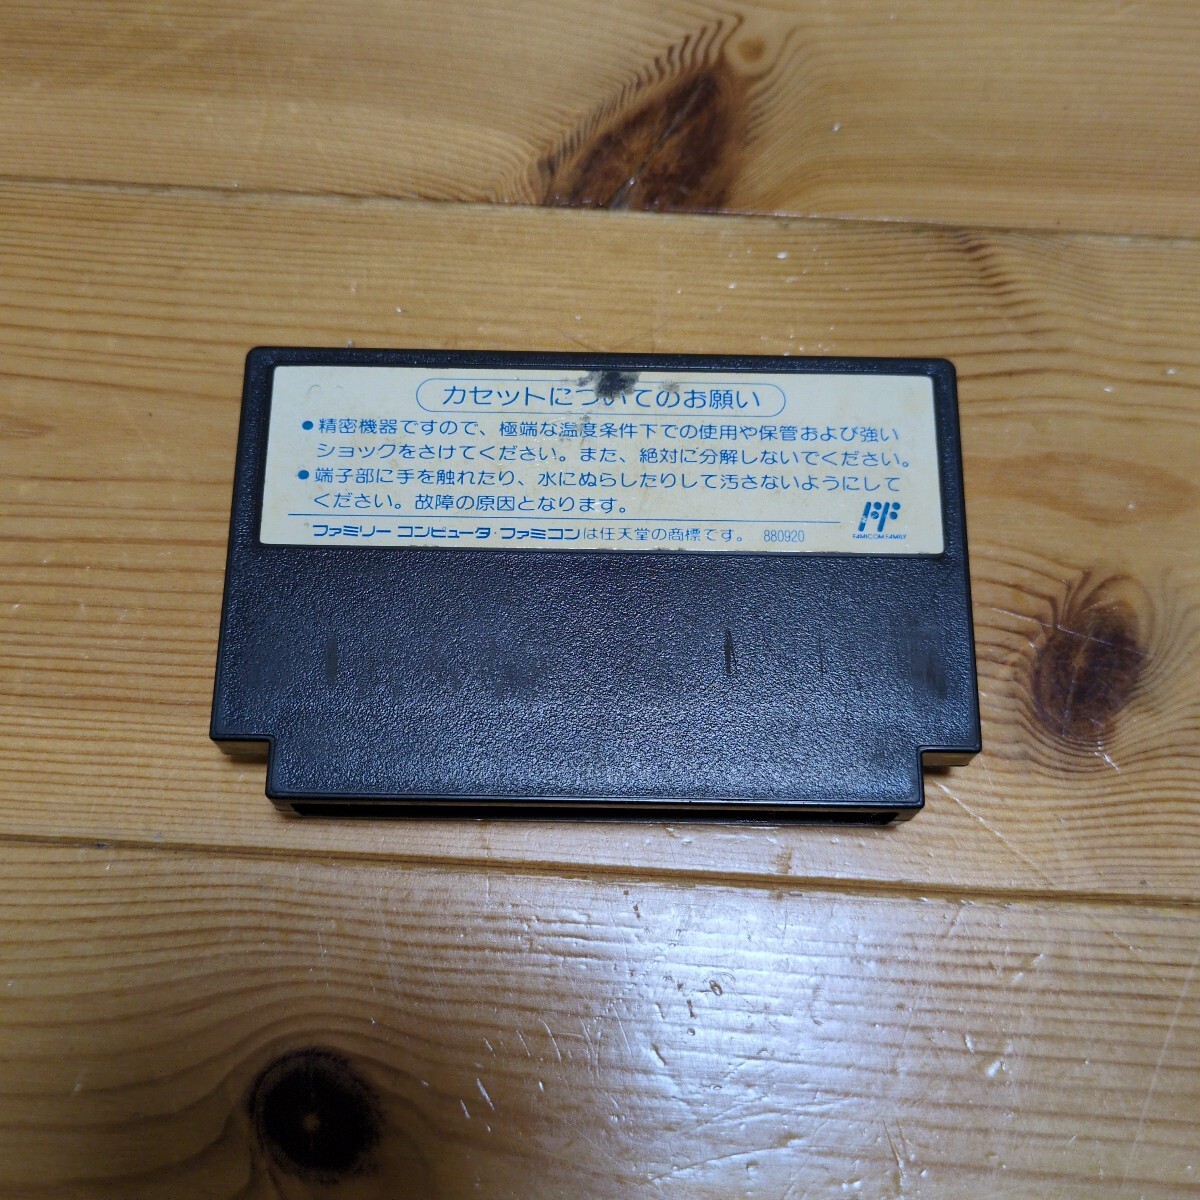 カセットについてのお願い
●精密機器ですので、極端な温度条件下での使用や保管および強い
ショックをさけてください。また、絶対に分解しないでください。
●端子部に手を触れたり、水にぬらしたりして汚さないようにして
ください。故障の原因となります。
ファミリー コンピュータ・ファミコンは任天堂の商標です。 880920
FF
FAMICOM FAMILY